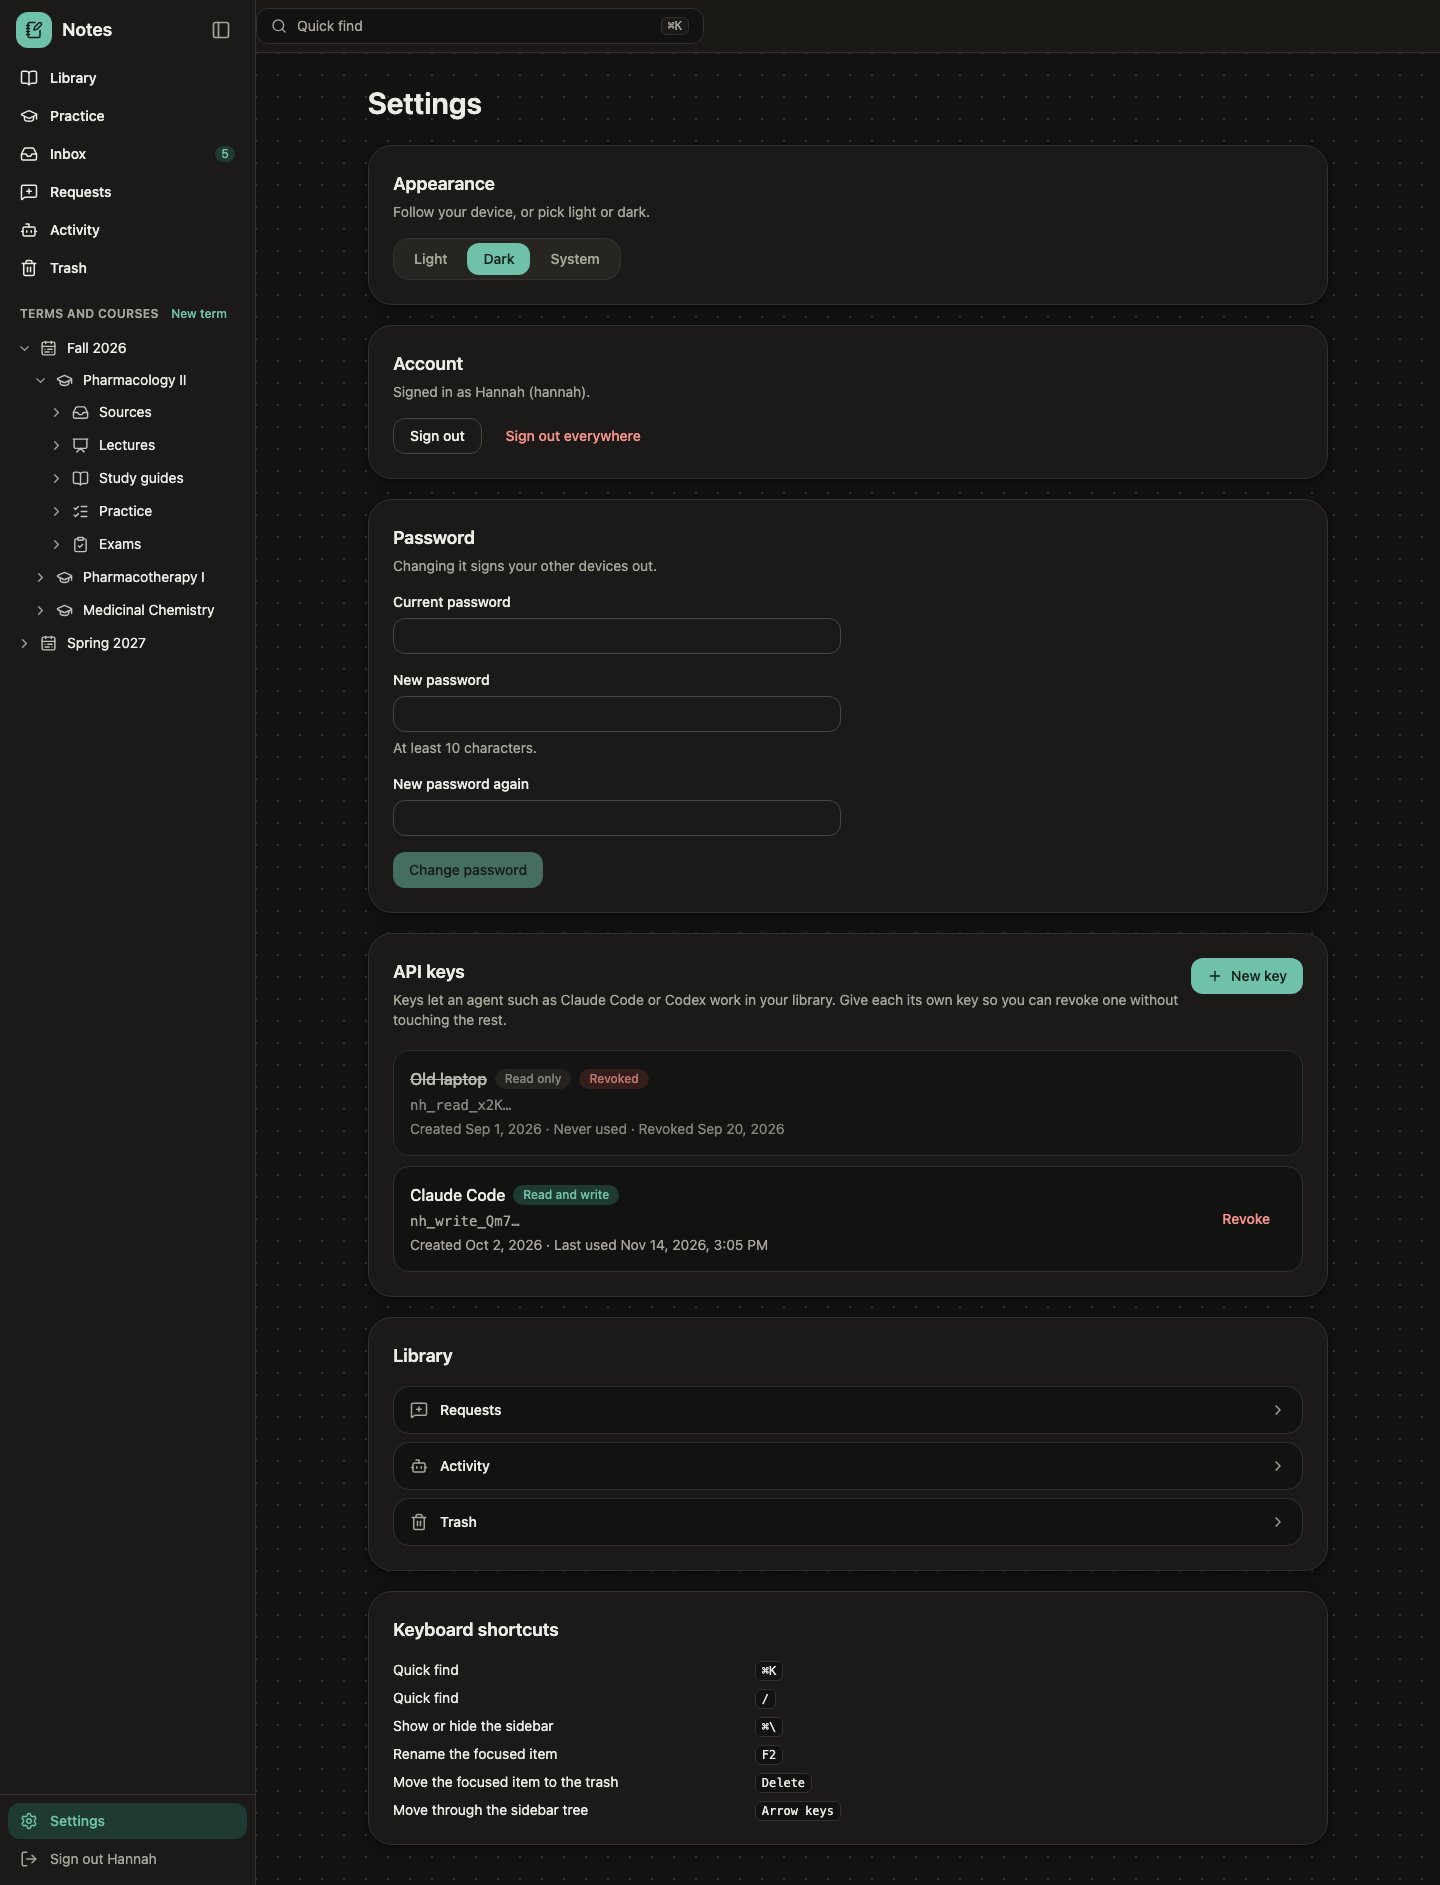 Notes
Quick find ⌘K
Library
Practice
Inbox 5
Requests
Activity
Trash
TERMS AND COURSES New term
Fall 2026
Pharmacology II
Sources
Lectures
Study guides
Practice
Exams
Pharmacotherapy I
Medicinal Chemistry
Spring 2027
Settings
Sign out Hannah
Settings
Appearance
Follow your device, or pick light or dark.
Light Dark System
Account
Signed in as Hannah (hannah).
Sign out Sign out everywhere
Password
Changing it signs your other devices out.
Current password
New password
At least 10 characters.
New password again
Change password
API keys
New key
Keys let an agent such as Claude Code or Codex work in your library. Give each its own key so you can revoke one without
touching the rest.
Old laptop Read only Revoked
nh_read_x2K…
Created Sep 1, 2026 · Never used · Revoked Sep 20, 2026
Claude Code Read and write
nh_write_Qm7…
Revoke
Created Oct 2, 2026 · Last used Nov 14, 2026, 3:05 PM
Library
Requests
Activity
Trash
Keyboard shortcuts
Quick find ⌘K
Quick find /
Show or hide the sidebar ⌘\
Rename the focused item F2
Move the focused item to the trash Delete
Move through the sidebar tree Arrow keys